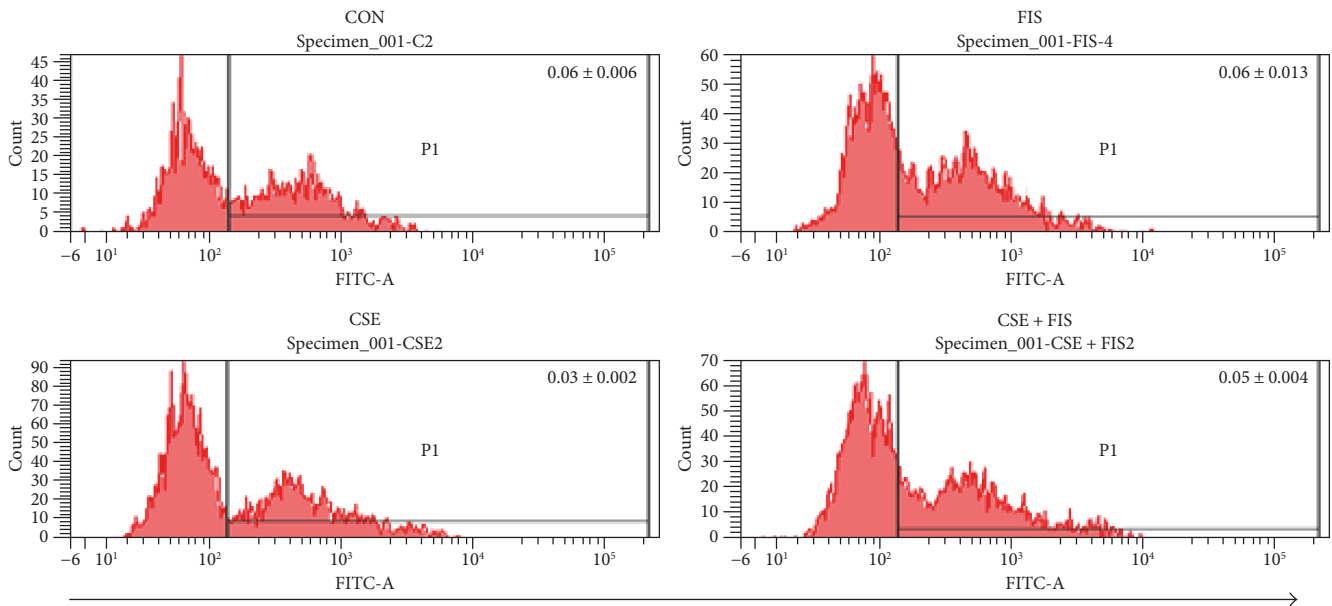 CON
Specimen_001-C2
0.06 ± 0.006
P1
Count
45
40
35
30
25
20
15
10
5
0
−6 10¹ 10² 10³ 10⁴ 10⁵
FITC-A
FIS
Specimen_001-FIS-4
0.06 ± 0.013
P1
Count
60
50
40
30
20
10
0
−6 10¹ 10² 10³ 10⁴ 10⁵
FITC-A
CSE
Specimen_001-CSE2
0.03 ± 0.002
P1
Count
90
80
70
60
50
40
30
20
10
0
−6 10¹ 10² 10³ 10⁴ 10⁵
FITC-A
CSE + FIS
Specimen_001-CSE + FIS2
0.05 ± 0.004
P1
Count
70
60
50
40
30
20
10
0
−6 10¹ 10² 10³ 10⁴ 10⁵
FITC-A